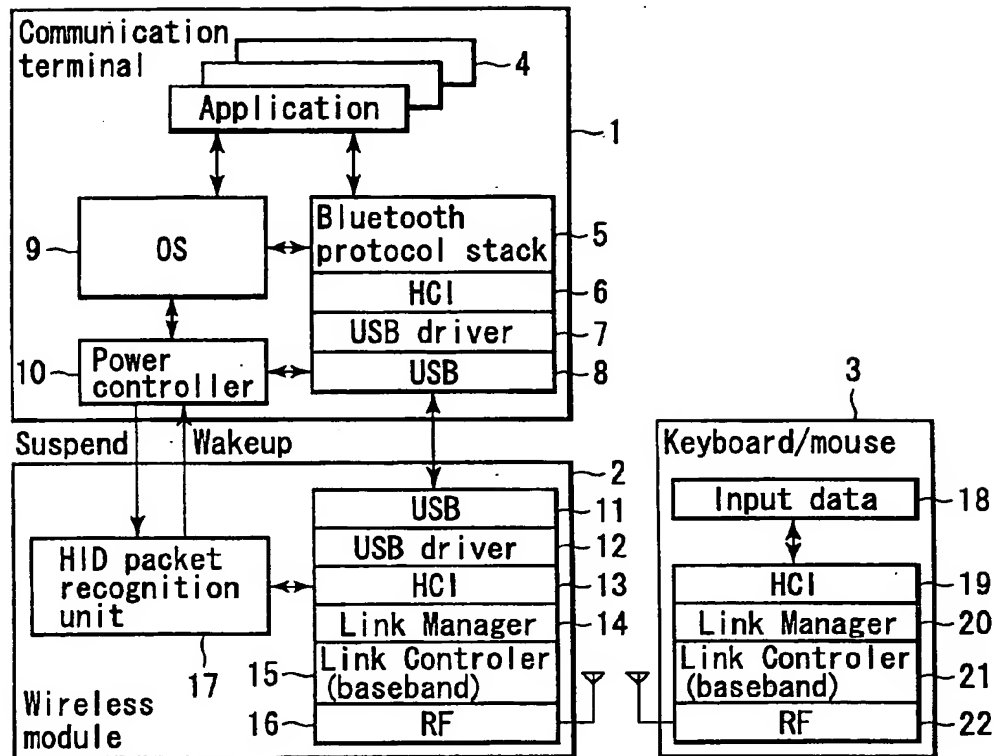 Communication
terminal
4
Application
1
9
OS
Bluetooth
protocol stack
5
HCI
6
USB driver
7
10
Power
controller
USB
8
Suspend
Wakeup
3
2
Keyboard/mouse
USB
11
Input data
18
USB driver
12
HID packet
recognition
unit
HCI
13
HCI
19
Link Manager
14
Link Manager
20
17
15
Link Controler
(baseband)
Link Controler
(baseband)
21
Wireless
module
16
RF
RF
22